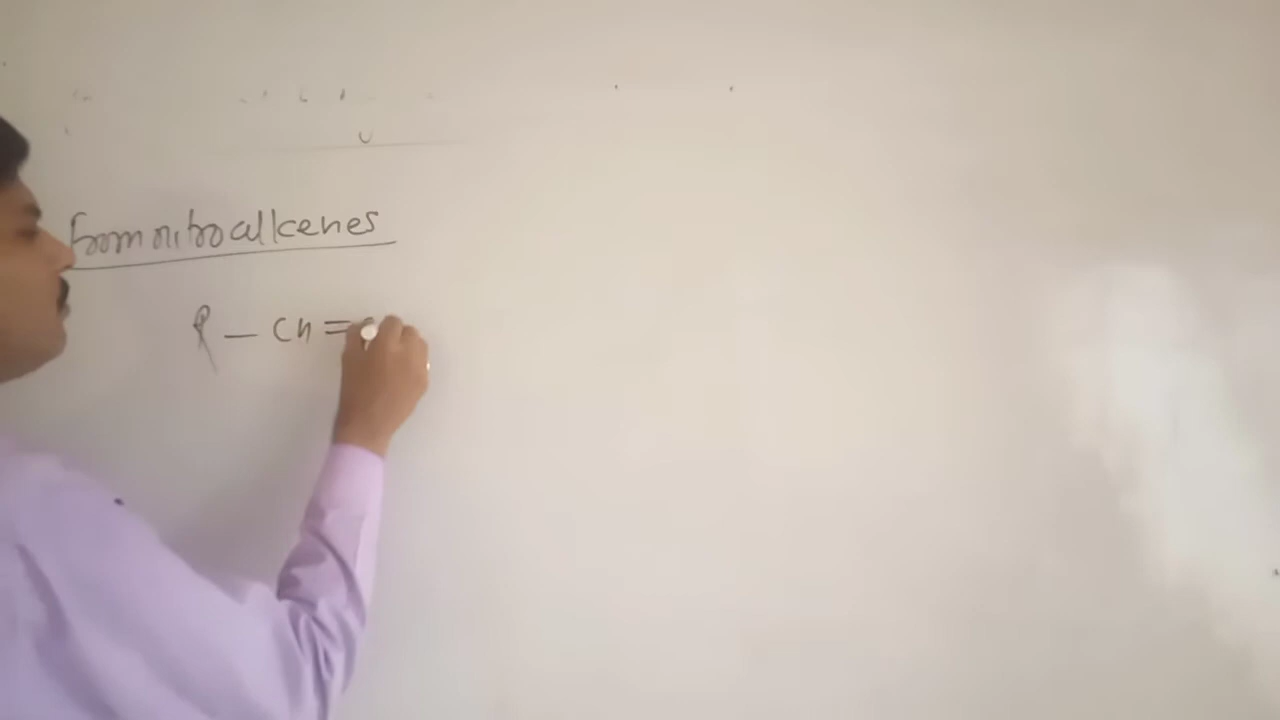 From nitroalkenes
R - CH =